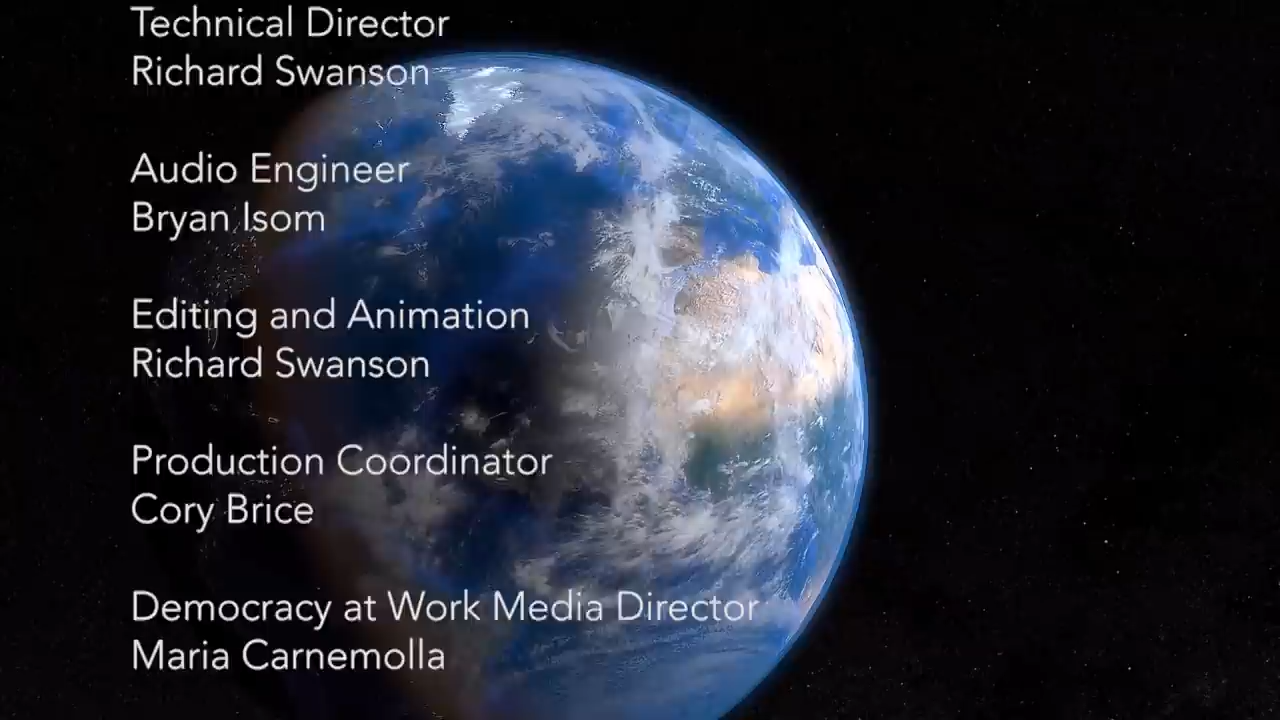 Technical Director
Richard Swanson
Audio Engineer
Bryan Isom
Editing and Animation
Richard Swanson
Production Coordinator
Cory Brice
Democracy at Work Media Director
Maria Carnemolla